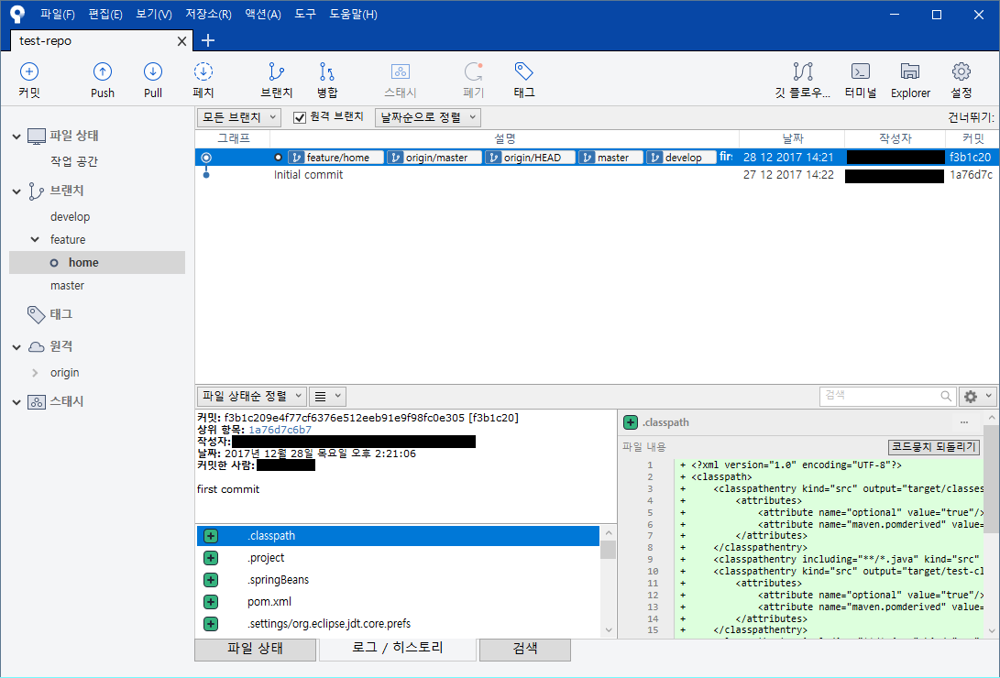 파일(F) 편집(E) 보기(V) 저장소(R) 액션(A) 도구 도움말(H)
test-repo
커밋 Push Pull 페치 브랜치 병합 스태시 폐기 태그 깃 플로우... 터미널 Explorer 설정
파일 상태
작업 공간
브랜치
develop
feature
home
master
태그
원격
origin
스태시
모든 브랜치 원격 브랜치 날짜순으로 정렬 건너뛰기:
그래프 설명 날짜 작성자 커밋
feature/home origin/master origin/HEAD master develop 28 12 2017 14:21 f3b1c20
Initial commit 27 12 2017 14:22 1a76d7c
파일 상태순 정렬 검색
커밋: f3b1c209e4f77cf6376e512eeb91e9f98fc0e305 [f3b1c20]
상위 항목: 1a76d7c6b7
작성자:
날짜: 2017년 12월 28일 목요일 오후 2:21:06
커밋한 사람:
first commit
.classpath
.project
.springBeans
pom.xml
.settings/org.eclipse.jdt.core.prefs
.classpath ...
파일 내용 코드뭉치 되돌리기
1 + <?xml version="1.0" encoding="UTF-8"?>
2 + <classpath>
3 + <classpathentry kind="src" output="target/classes
4 + <attributes>
5 + <attribute name="optional" value="true"/>
6 + <attribute name="maven.pomderived" value=
7 + </attributes>
8 + </classpathentry>
9 + <classpathentry including="**/*.java" kind="src"
10 + <classpathentry kind="src" output="target/test-cl
11 + <attributes>
12 + <attribute name="optional" value="true"/>
13 + <attribute name="maven.pomderived" value=
14 + </attributes>
15 + </classpathentry>
파일 상태 로그 / 히스토리 검색